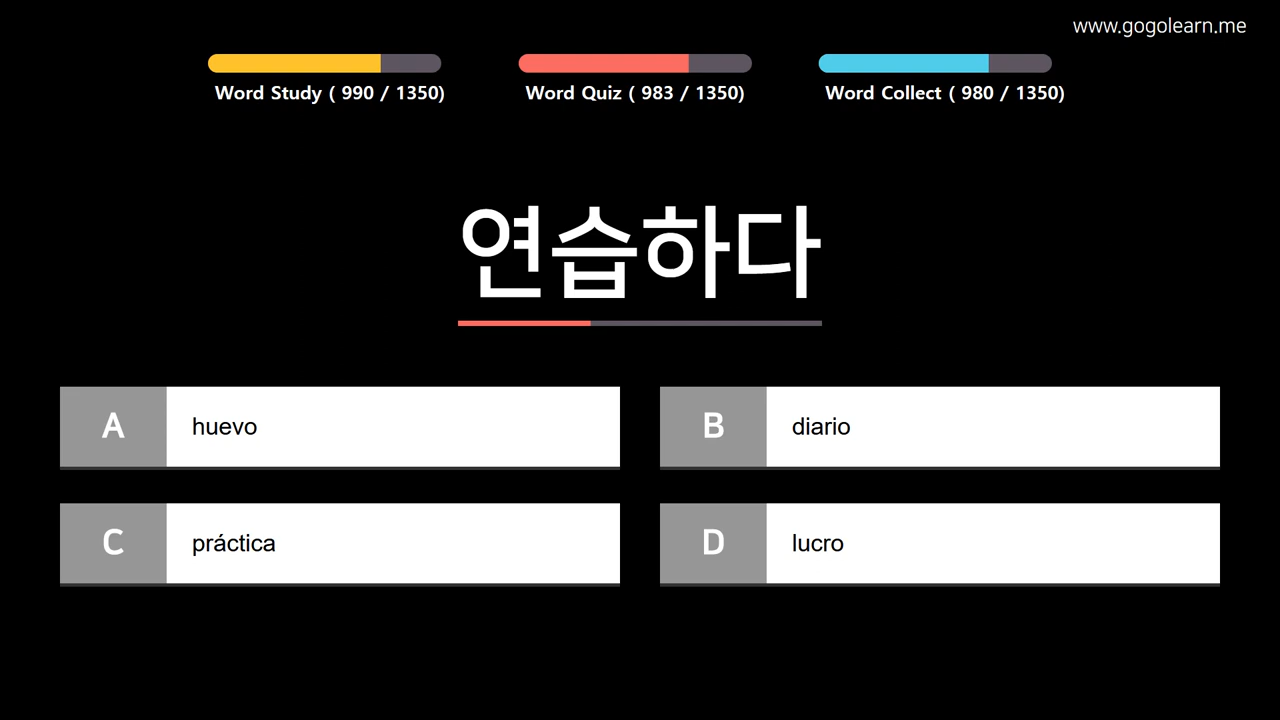 www.gogolearn.me
Word Study ( 990 / 1350)
Word Quiz ( 983 / 1350)
Word Collect ( 980 / 1350)
연습하다
A huevo
B diario
C práctica
D lucro